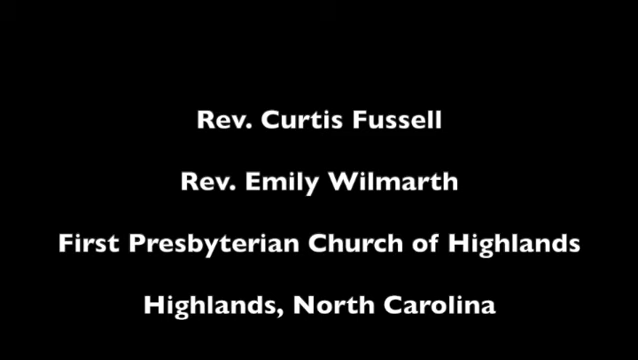 Rev. Curtis Fussell
Rev. Emily Wilmarth
First Presbyterian Church of Highlands
Highlands, North Carolina